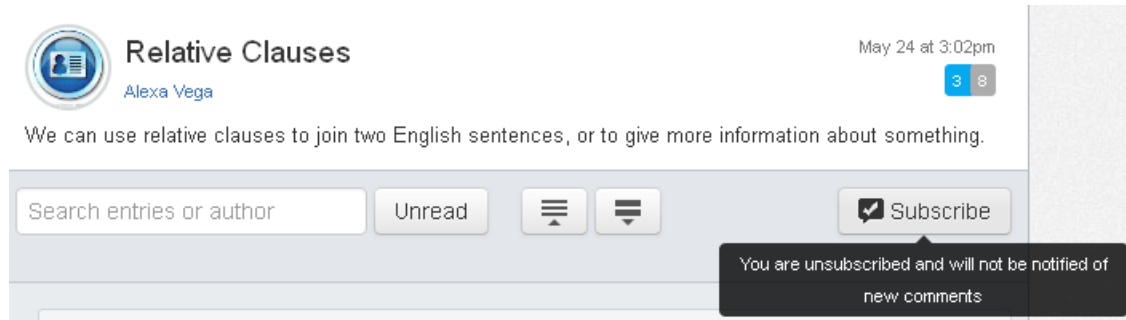 Relative Clauses
May 24 at 3:02pm
Alexa Vega
3 8
We can use relative clauses to join two English sentences, or to give more information about something.
Search entries or author
Unread
Subscribe
You are unsubscribed and will not be notified of
new comments